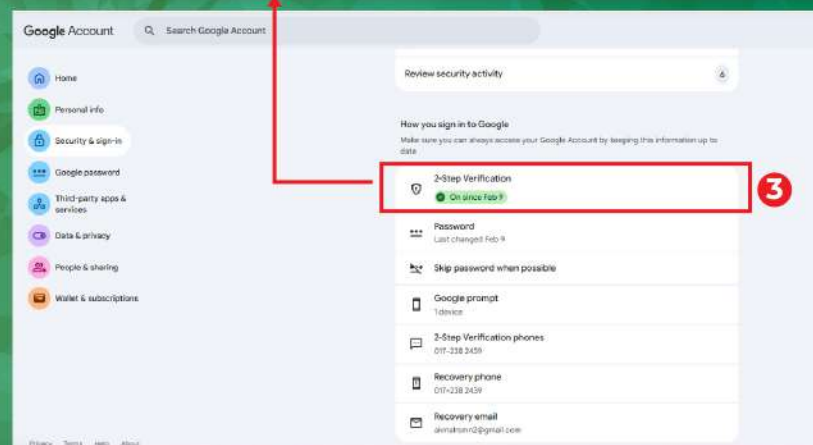 Google Account
Search Google Account
Home
Personal info
Security & sign-in
Google password
Third-party apps &
services
Data & privacy
People & sharing
Wallet & subscriptions
Review security activity
6
How you sign in to Google
Make sure you can always access your Google Account by keeping this information up to
date
2-Step Verification
On since Feb 9
3
Password
Last changed Feb 9
Skip password when possible
Google prompt
1 device
2-Step Verification phones
017-238 2459
Recovery phone
017-238 2459
Recovery email
Privacy Terms Help About